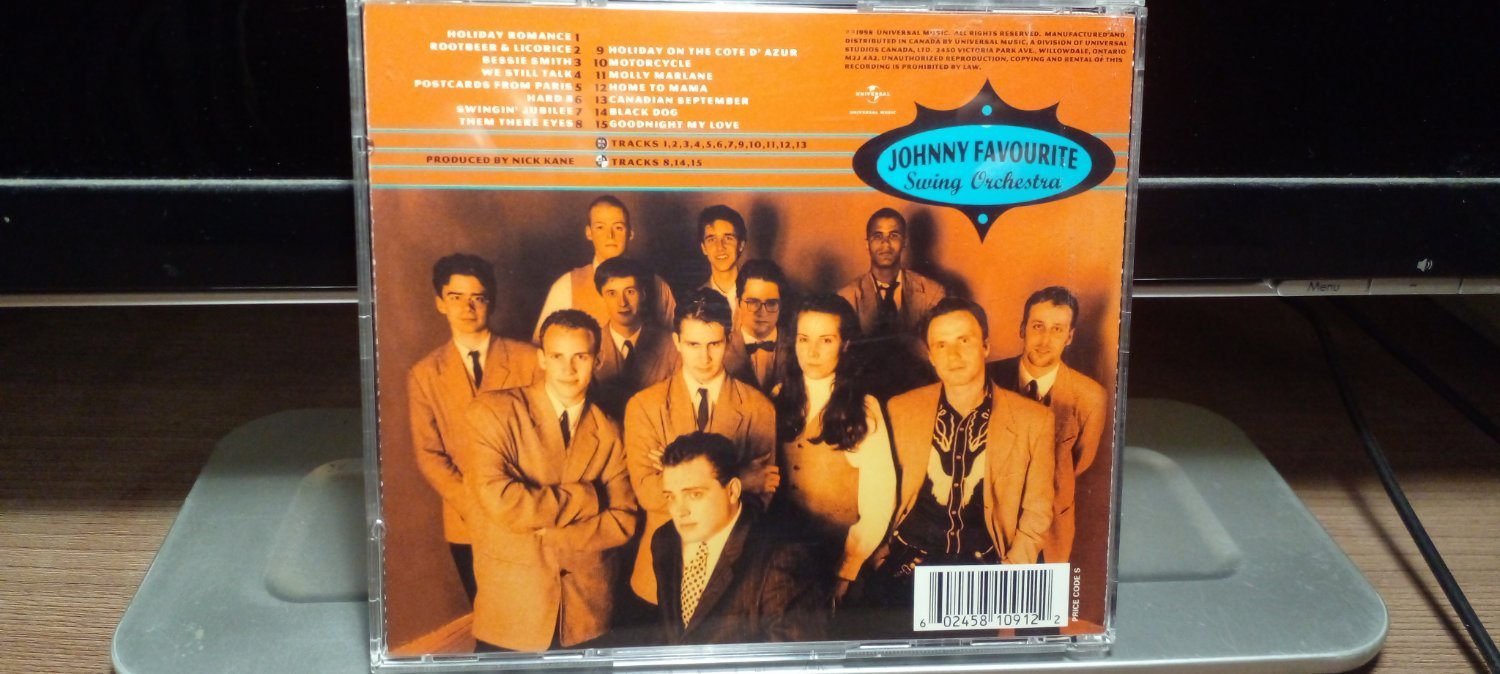 HOLIDAY ROMANCE 1
ROOTBEER & LICORICE 2
BESSIE SMITH 3
WE STILL TALK 4
POSTCARDS FROM PARIS 5
HARD 8 6
SWINGIN' JUBILEE 7
THEM THERE EYES 8
9 HOLIDAY ON THE COTE D' AZUR
10 MOTORCYCLE
11 MOLLY MARLANE
12 HOME TO MAMA
13 CANADIAN SEPTEMBER
14 BLACK DOG
15 GOODNIGHT MY LOVE
TRACKS 1,2,3,4,5,6,7,9,10,11,12,13
PRODUCED BY NICK KANE
TRACKS 8,14,15
1998 UNIVERSAL MUSIC. ALL RIGHTS RESERVED. MANUFACTURED AND
DISTRIBUTED IN CANADA BY UNIVERSAL MUSIC, A DIVISION OF UNIVERSAL
STUDIOS CANADA, LTD. 2450 VICTORIA PARK AVE., WILLOWDALE, ONTARIO
M2J 4A2. UNAUTHORIZED REPRODUCTION, COPYING AND RENTAL OF THIS
RECORDING IS PROHIBITED BY LAW.
UNIVERSAL
UNIVERSAL MUSIC
JOHNNY FAVOURITE
Swing Orchestra
6 02458 10912 2
PRICE CODE S
Menu